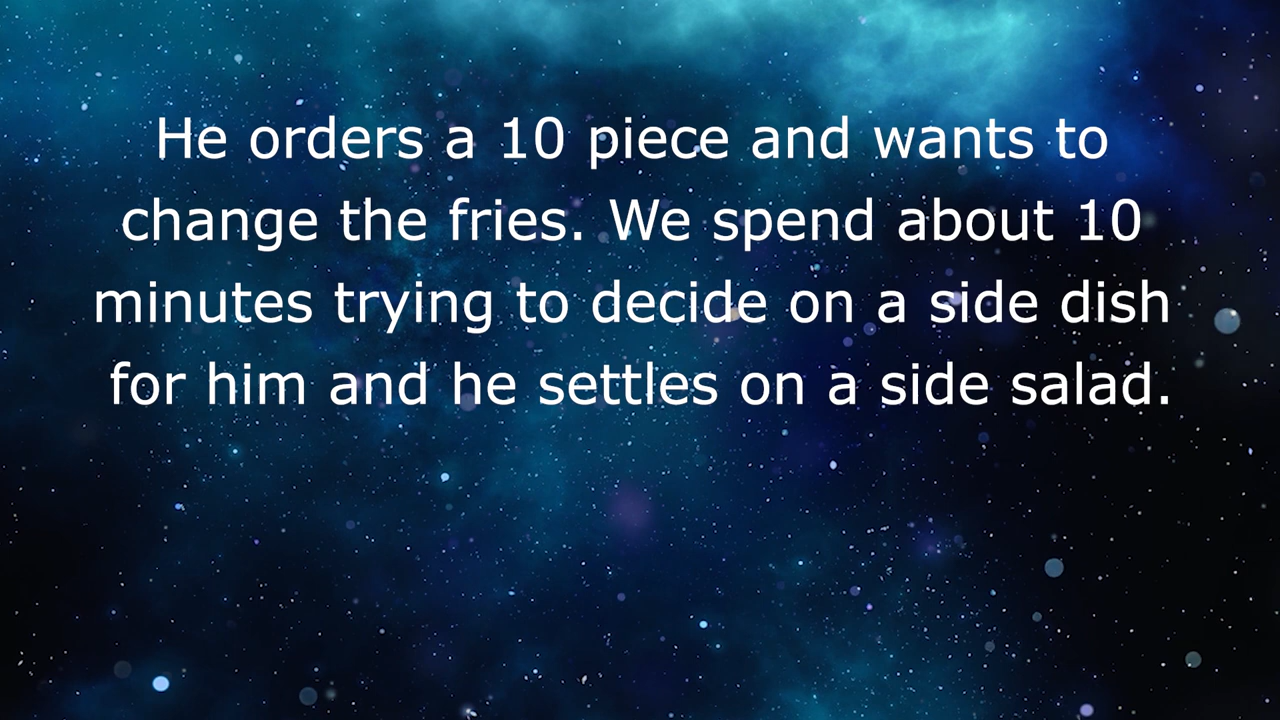 He orders a 10 piece and wants to
change the fries. We spend about 10
minutes trying to decide on a side dish
for him and he settles on a side salad.